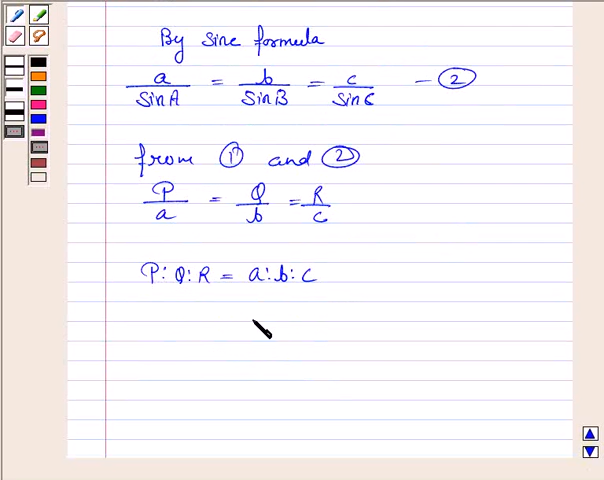 By sine formula
a/SinA = b/SinB = c/SinC - ②
from ① and ②
P/a = Q/b = R/c
P:Q:R = a:b:c